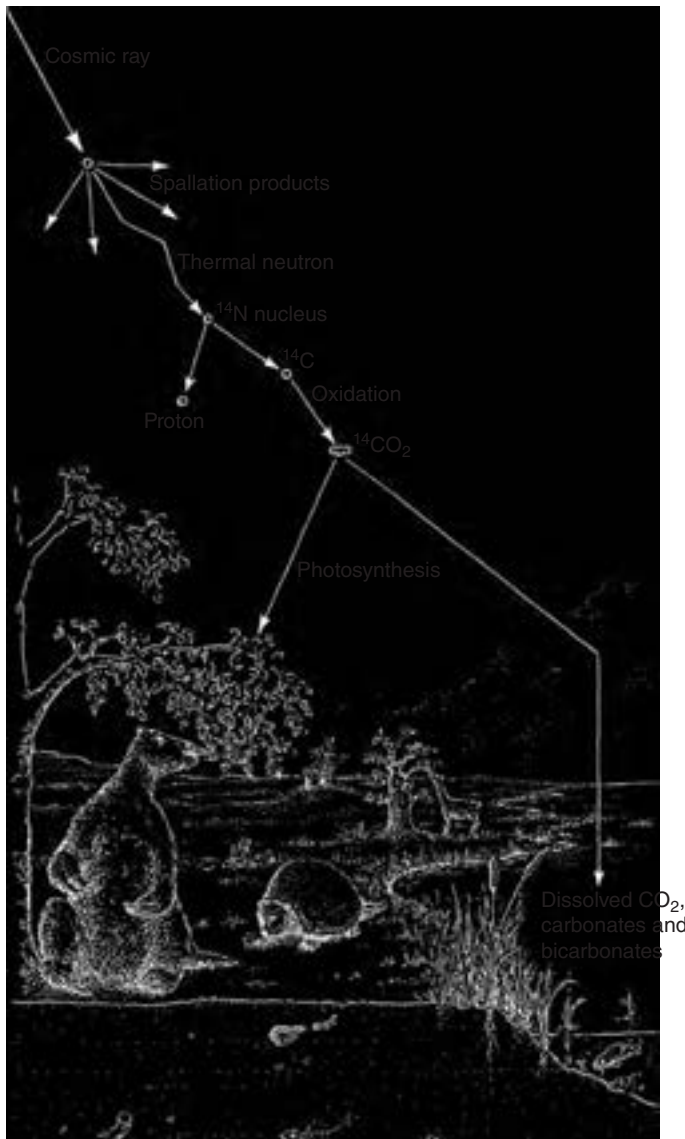 Cosmic ray
Spallation products
Thermal neutron
¹⁴N nucleus
¹⁴C
Oxidation
Proton
¹⁴CO₂
Photosynthesis
Dissolved CO₂,
carbonates and
bicarbonates